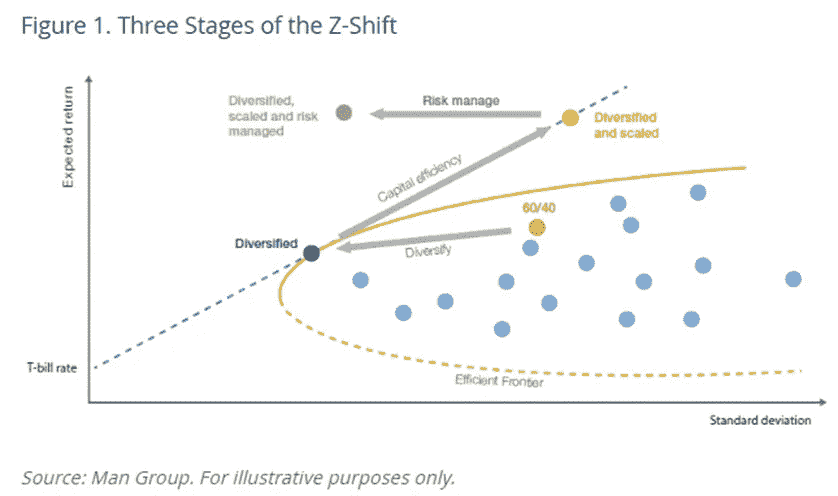 Figure 1. Three Stages of the Z-Shift
Expected return
Diversified,
scaled and risk
managed
Risk manage
Diversified
and scaled
Capital efficiency
60/40
Diversified
Diversify
T-bill rate
Efficient Frontier
Standard deviation
Source: Man Group. For illustrative purposes only.